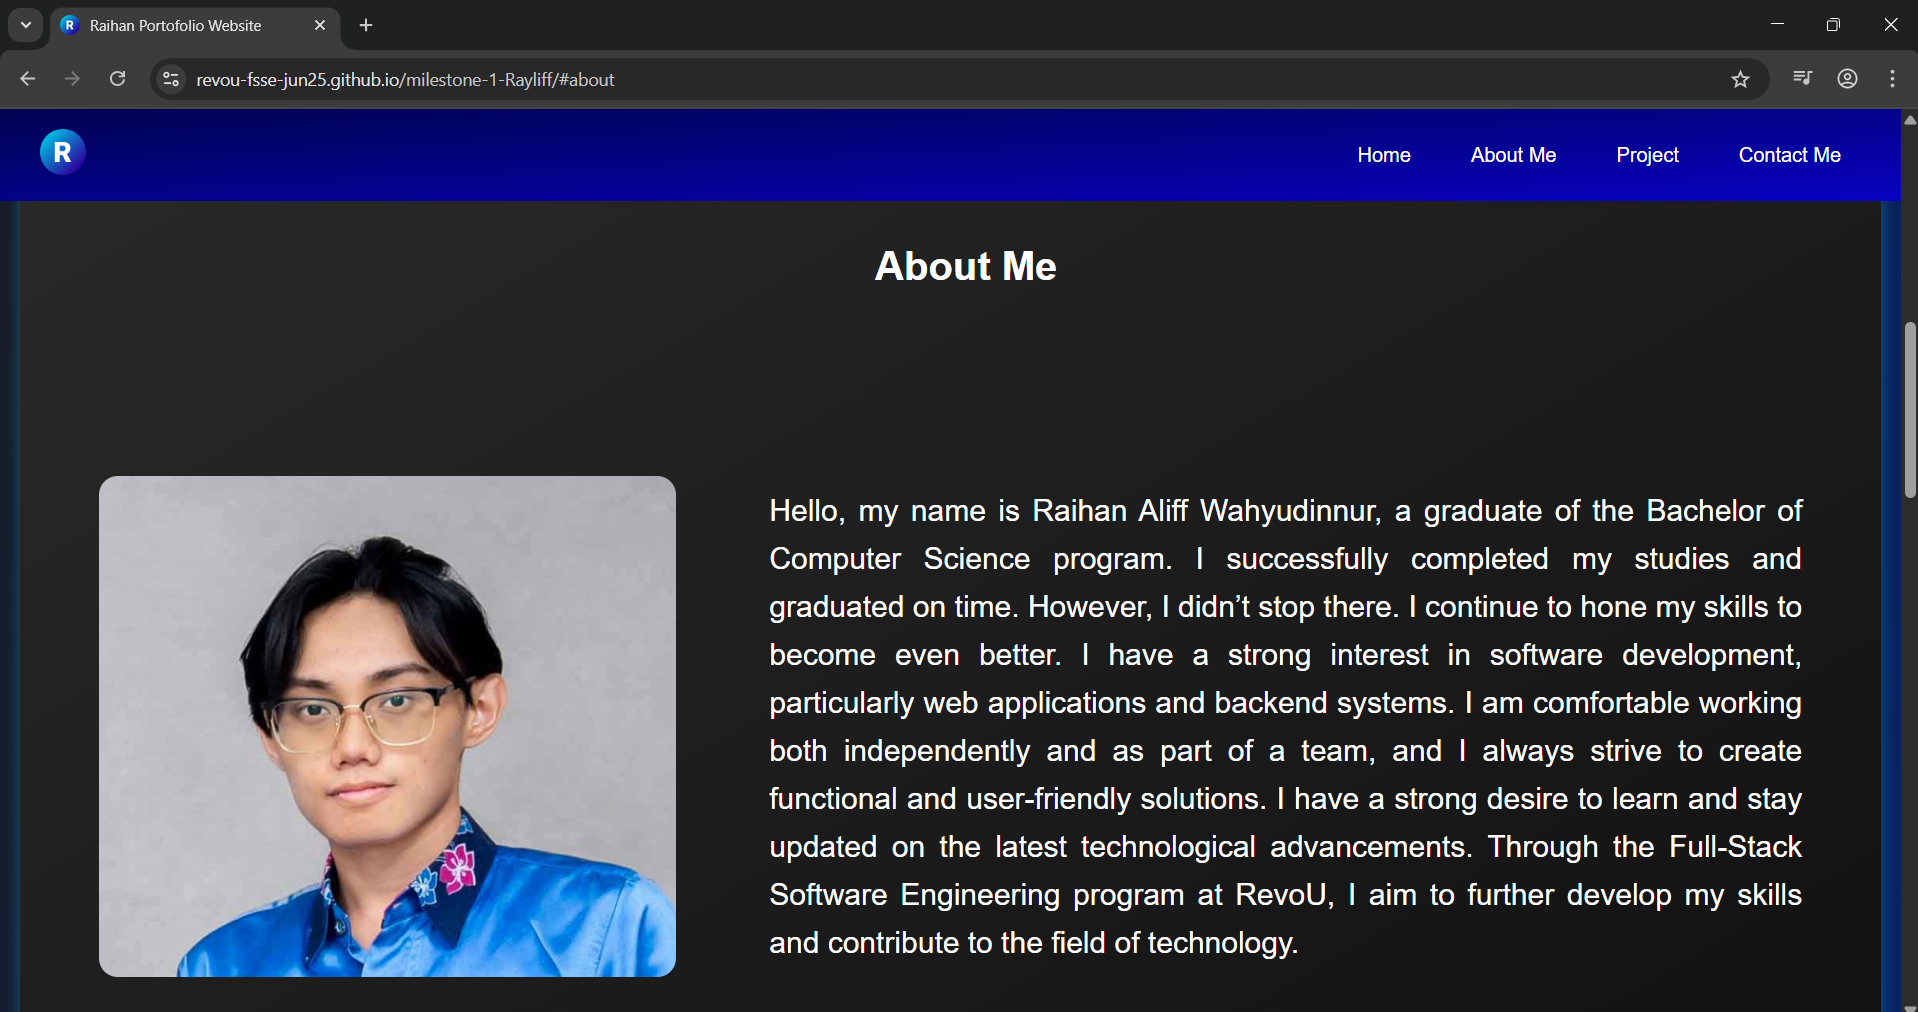 R Raihan Portofolio Website
revou-fsse-jun25.github.io/milestone-1-Rayliff/#about
R
Home About Me Project Contact Me
About Me
Hello, my name is Raihan Aliff Wahyudinnur, a graduate of the Bachelor of
Computer Science program. I successfully completed my studies and
graduated on time. However, I didn’t stop there. I continue to hone my skills to
become even better. I have a strong interest in software development,
particularly web applications and backend systems. I am comfortable working
both independently and as part of a team, and I always strive to create
functional and user-friendly solutions. I have a strong desire to learn and stay
updated on the latest technological advancements. Through the Full-Stack
Software Engineering program at RevoU, I aim to further develop my skills
and contribute to the field of technology.